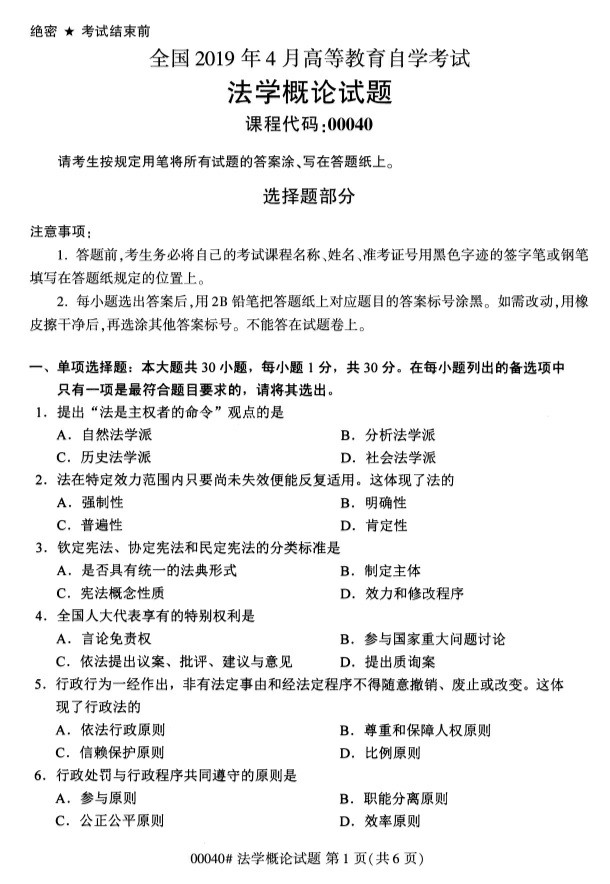 绝密 ★ 考试结束前
全国 2019 年 4 月高等教育自学考试
法学概论试题
课程代码:00040
请考生按规定用笔将所有试题的答案涂、写在答题纸上。
选择题部分
注意事项:
1. 答题前,考生务必将自己的考试课程名称、姓名、准考证号用黑色字迹的签字笔或钢笔
填写在答题纸规定的位置上。
2. 每小题选出答案后,用 2B 铅笔把答题纸上对应题目的答案标号涂黑。如需改动,用橡
皮擦干净后,再选涂其他答案标号。不能答在试题卷上。
一、单项选择题：本大题共 30 小题，每小题 1 分，共 30 分。在每小题列出的备选项中
只有一项是最符合题目要求的，请将其选出。
1．提出“法是主权者的命令”观点的是
A．自然法学派 B．分析法学派
C．历史法学派 D．社会法学派
2．法在特定效力范围内只要尚未失效便能反复适用。这体现了法的
A．强制性 B．明确性
C．普遍性 D．肯定性
3．钦定宪法、协定宪法和民定宪法的分类标准是
A．是否具有统一的法典形式 B．制定主体
C．宪法概念性质 D．效力和修改程序
4．全国人大代表享有的特别权利是
A．言论免责权 B．参与国家重大问题讨论
C．依法提出议案、批评、建议与意见 D．提出质询案
5．行政行为一经作出，非有法定事由和经法定程序不得随意撤销、废止或改变。这体
现了行政法的
A．依法行政原则 B．尊重和保障人权原则
C．信赖保护原则 D．比例原则
6．行政处罚与行政程序共同遵守的原则是
A．参与原则 B．职能分离原则
C．公正公平原则 D．效率原则
00040# 法学概论试题 第 1 页(共 6 页)